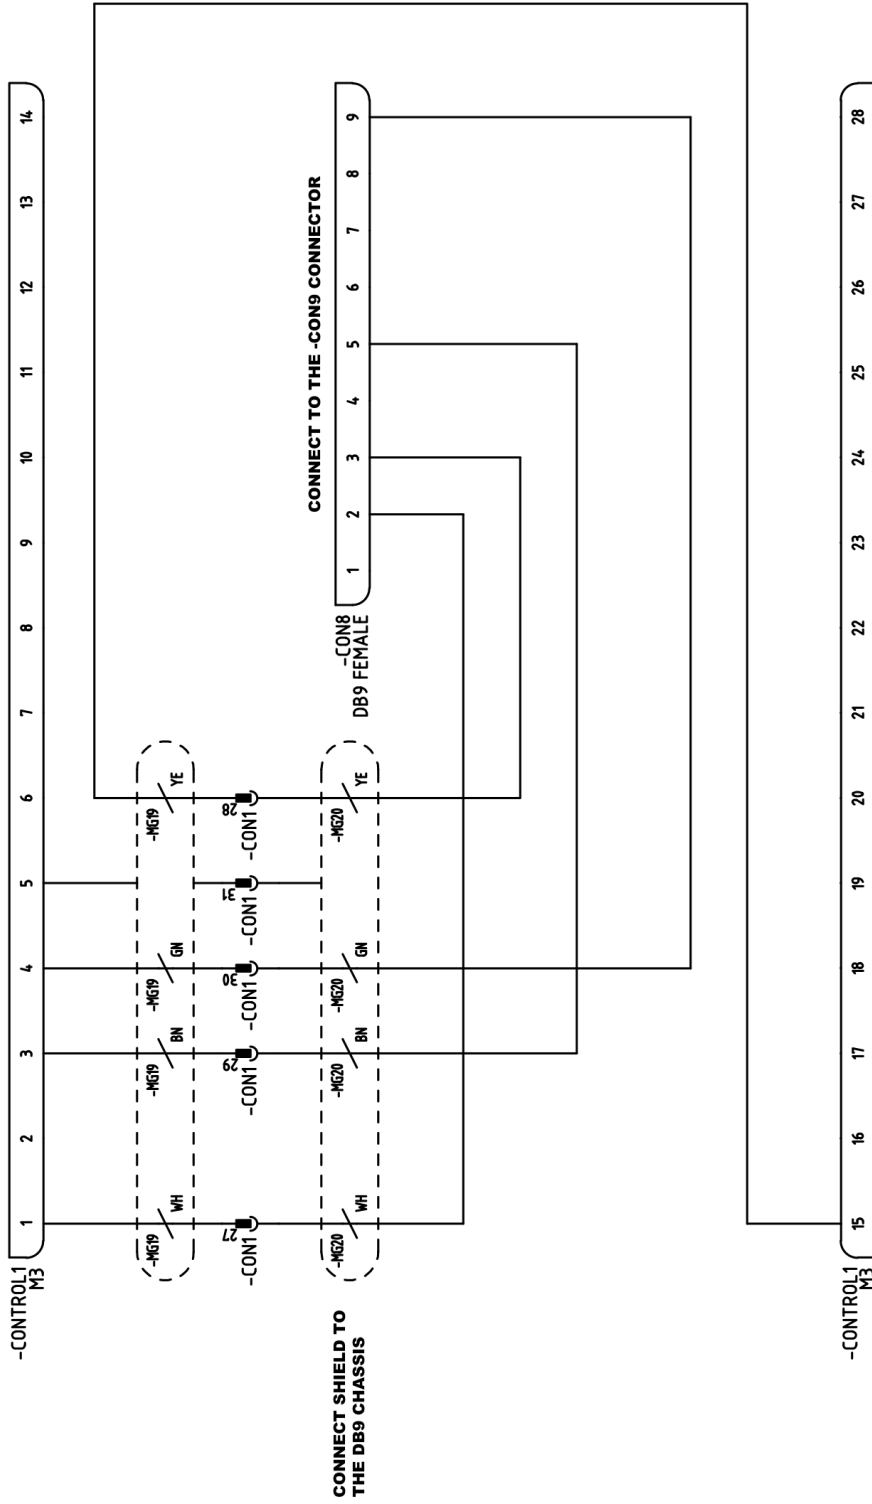 -CONTROL1
M3
1
2
3
4
5
6
7
8
9
10
11
12
13
14
-MG19
WH
-MG19
BN
-MG19
GN
-MG19
YE
27
-CON1
29
-CON1
30
-CON1
31
-CON1
28
-CON1
-MG20
WH
-MG20
BN
-MG20
GN
-MG20
YE
CONNECT SHIELD TO
THE DB9 CHASSIS
CONNECT TO THE -CON9 CONNECTOR
-CON8
DB9 FEMALE
1
2
3
4
5
6
7
8
9
-CONTROL1
M3
15
16
17
18
19
20
21
22
23
24
25
26
27
28